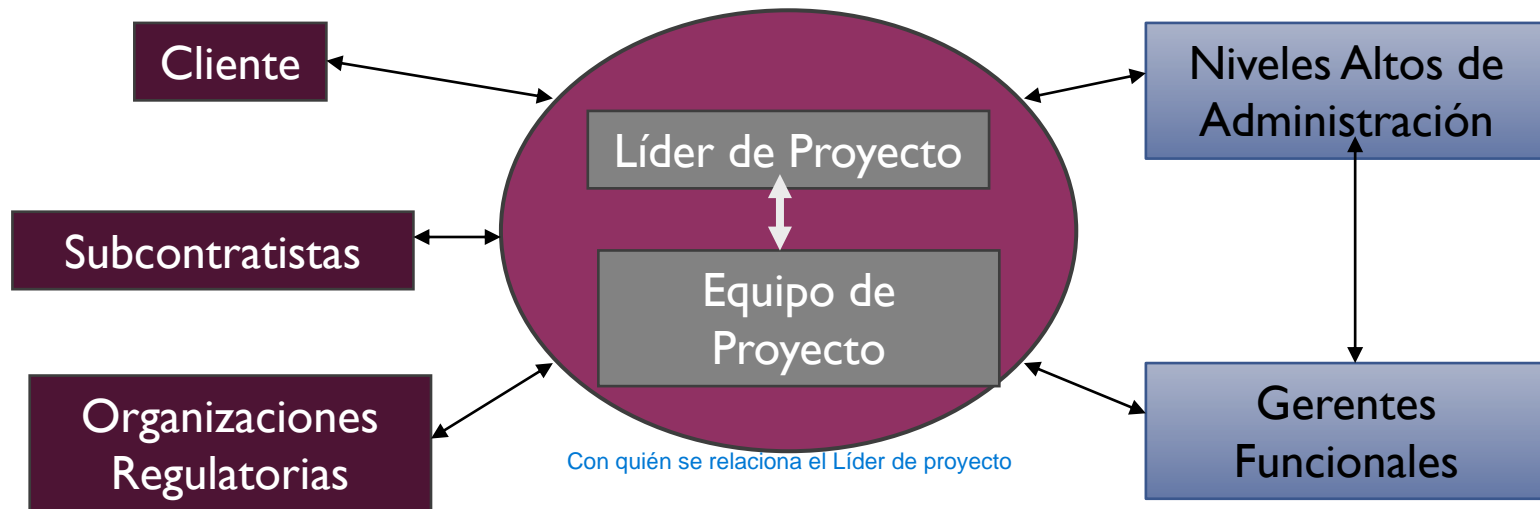 Cliente
Niveles Altos de
Administración
Líder de Proyecto
Subcontratistas
Equipo de
Proyecto
Organizaciones
Regulatorias
Gerentes
Funcionales
Con quién se relaciona el Líder de proyecto